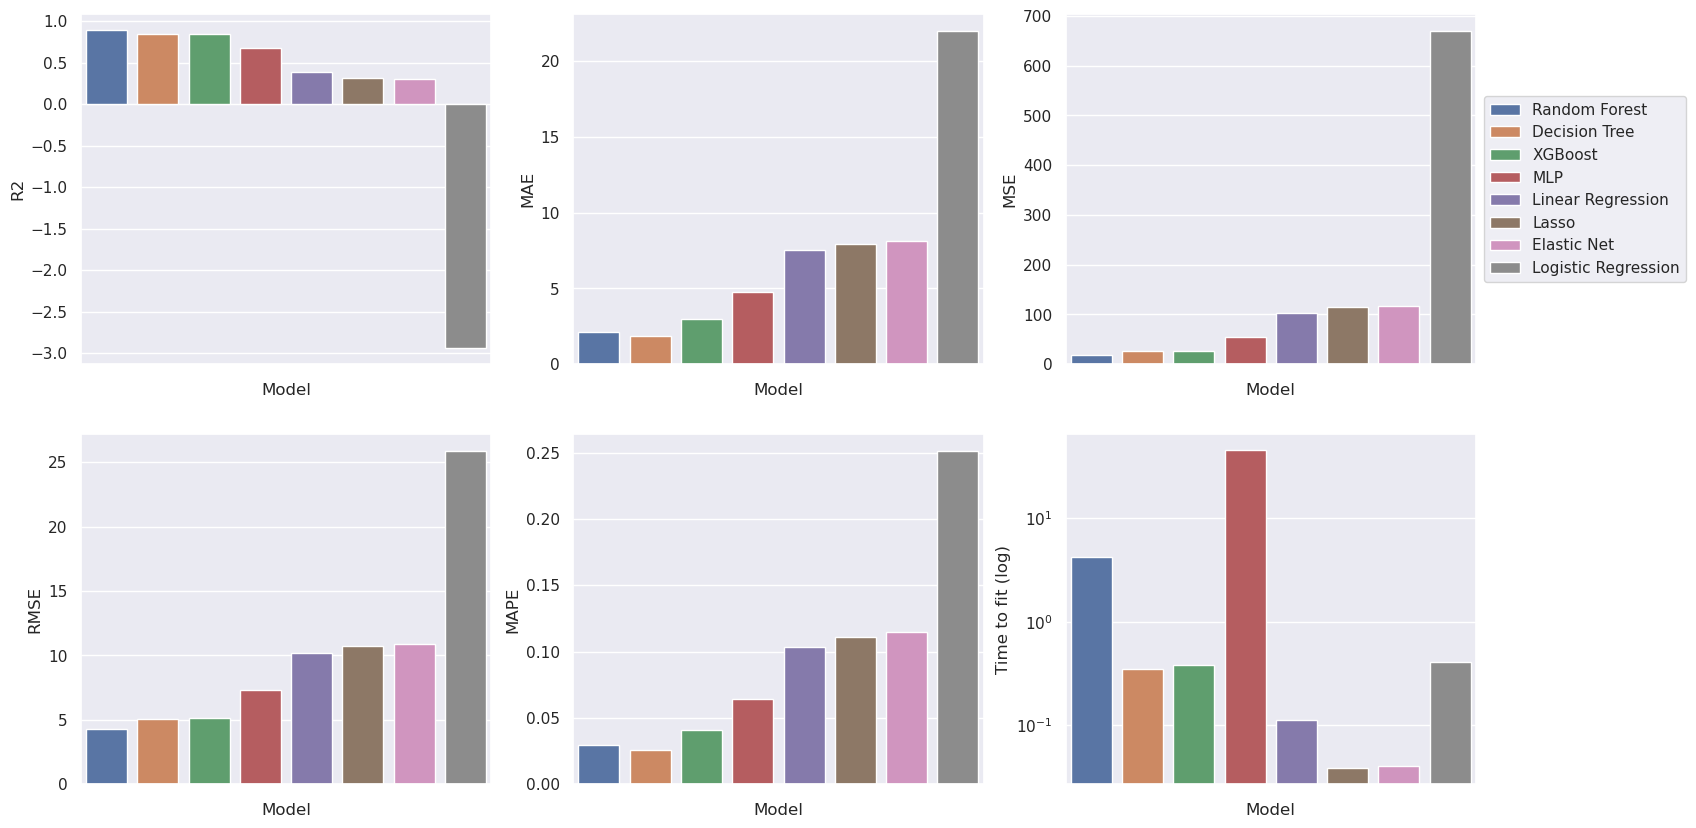 1.0
0.5
0.0
−0.5
−1.0
−1.5
−2.0
−2.5
−3.0
R2
Model
20
15
10
5
0
MAE
Model
700
600
500
400
300
200
100
0
MSE
Model
Random Forest
Decision Tree
XGBoost
MLP
Linear Regression
Lasso
Elastic Net
Logistic Regression
25
20
15
10
5
0
RMSE
Model
0.25
0.20
0.15
0.10
0.05
0.00
MAPE
Model
10¹
10⁰
10⁻¹
Time to fit (log)
Model